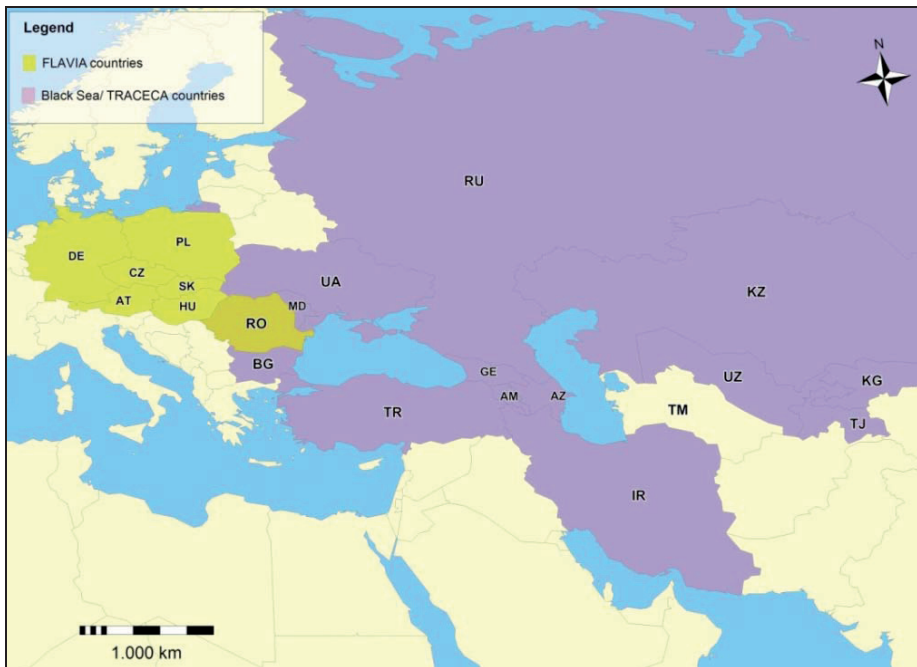 Legend
FLAVIA countries
Black Sea/ TRACECA countries
N
RU
PL
DE
CZ
SK
UA
AT
HU
MD
KZ
RO
BG
GE
UZ
KG
AM
AZ
TR
TM
TJ
IR
1.000 km